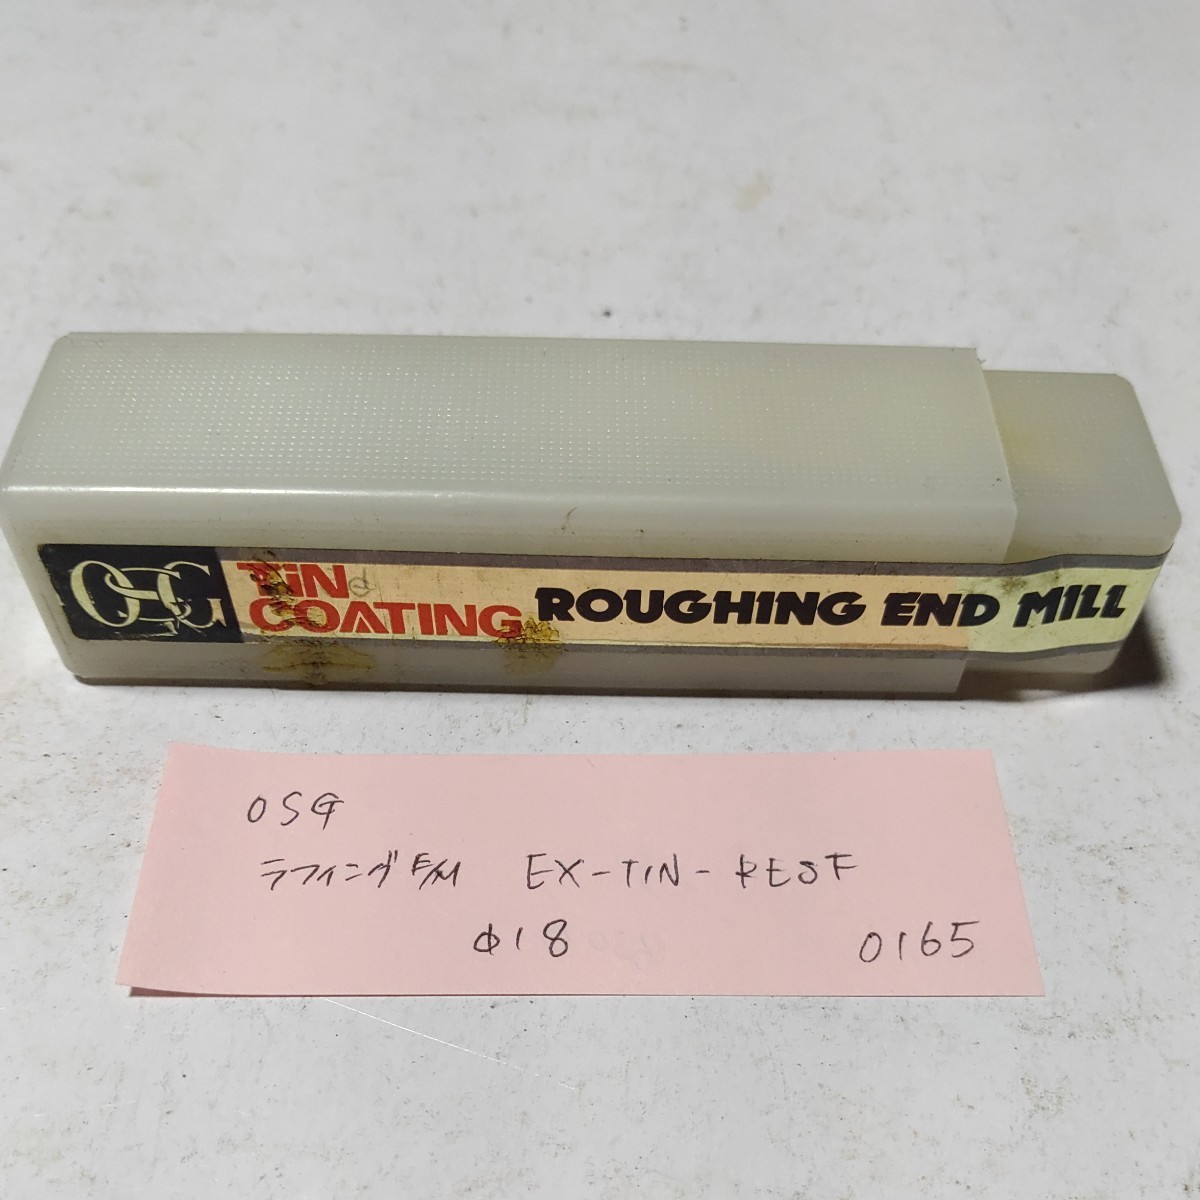 OSG
TiN
COATING
ROUGHING END MILL
OSG
ラフィングE/M EX-TIN-RESF
φ18
0165